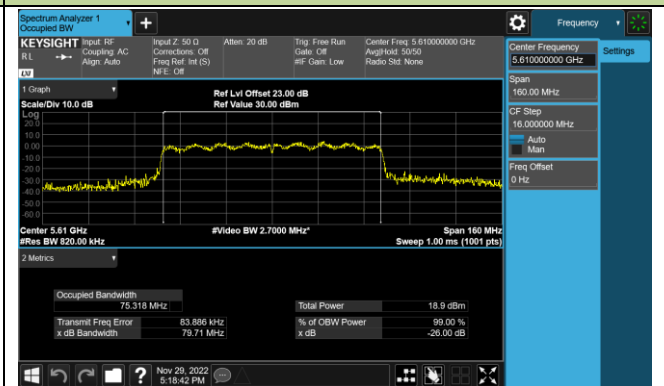 Spectrum Analyzer 1
Occupied BW
+
Frequency
KEYSIGHT
RL
LXI
Input: RF
Coupling: AC
Align: Auto
Input Z: 50 Ω
Corrections: Off
Freq Ref: Int (S)
NFE: Off
Atten: 20 dB
Trig: Free Run
Gate: Off
#IF Gain: Low
Center Freq: 5.610000000 GHz
Avg|Hold: 50/50
Radio Std: None
Center Frequency
5.610000000 GHz
Settings
Span
160.00 MHz
CF Step
16.000000 MHz
Auto
Man
Freq Offset
0 Hz
1 Graph
Scale/Div 10.0 dB
Ref Lvl Offset 23.00 dB
Ref Value 30.00 dBm
Log
20.0
10.0
0.00
-10.0
-20.0
-30.0
-40.0
-50.0
-60.0
Center 5.61 GHz
#Video BW 2.7000 MHz*
Span 160 MHz
#Res BW 820.00 kHz
Sweep 1.00 ms (1001 pts)
2 Metrics
Occupied Bandwidth
75.318 MHz
Total Power 18.9 dBm
Transmit Freq Error 83.886 kHz
% of OBW Power 99.00 %
x dB Bandwidth 79.71 MHz
x dB -26.00 dB
?
Nov 29, 2022
5:18:42 PM